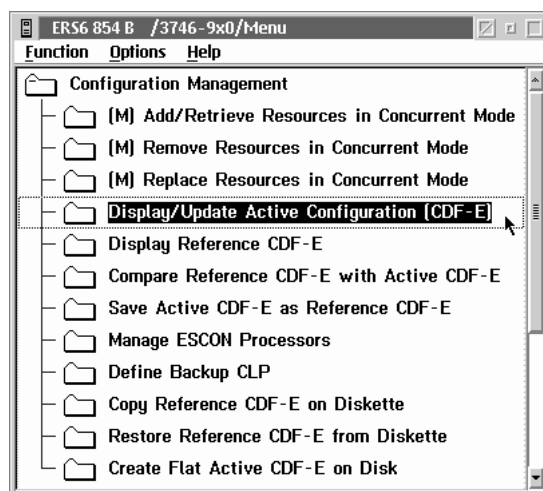 ERS6 854 B /3746-9x0/Menu
Function Options Help
Configuration Management
(M) Add/Retrieve Resources in Concurrent Mode
(M) Remove Resources in Concurrent Mode
(M) Replace Resources in Concurrent Mode
Display/Update Active Configuration (CDF-E)
Display Reference CDF-E
Compare Reference CDF-E with Active CDF-E
Save Active CDF-E as Reference CDF-E
Manage ESCON Processors
Define Backup CLP
Copy Reference CDF-E on Diskette
Restore Reference CDF-E from Diskette
Create Flat Active CDF-E on Disk